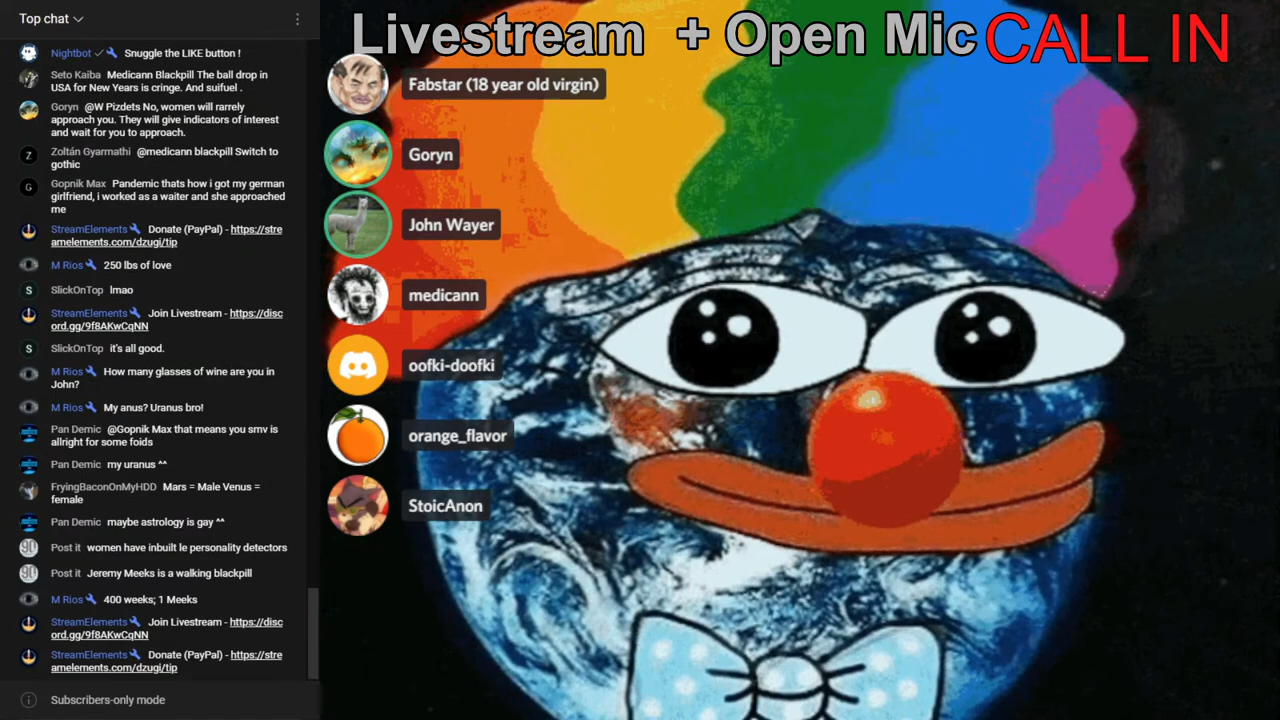 Top chat
Nightbot Snuggle the LIKE button !
Seto Kaiba Medicann Blackpill The ball drop in
USA for New Years is cringe. And suifuel .
Goryn @W Pizdets No, women will rarrely
approach you. They will give indicators of interest
and wait for you to approach.
Zoltán Gyarmathi @medicann blackpill Switch to
gothic
Gopnik Max Pandemic thats how i got my german
girlfriend, i worked as a waiter and she approached
me
StreamElements Donate (PayPal) - https://stre
amelements.com/dzugi/tip
M Rios 250 lbs of love
SlickOnTop lmao
StreamElements Join Livestream - https://disc
ord.gg/9f8AKwCqNN
SlickOnTop it's all good.
M Rios How many glasses of wine are you in
John?
M Rios My anus? Uranus bro!
Pan Demic @Gopnik Max that means you smv is
allright for some foids
Pan Demic my uranus ^^
FryingBaconOnMyHDD Mars = Male Venus =
female
Pan Demic maybe astrology is gay ^^
Post it women have inbuilt le personality detectors
Post it Jeremy Meeks is a walking blackpill
M Rios 400 weeks; 1 Meeks
StreamElements Join Livestream - https://disc
ord.gg/9f8AKwCqNN
StreamElements Donate (PayPal) - https://stre
amelements.com/dzugi/tip
Subscribers-only mode
Livestream + Open Mic CALL IN
Fabstar (18 year old virgin)
Goryn
John Wayer
medicann
oofki-doofki
orange_flavor
StoicAnon